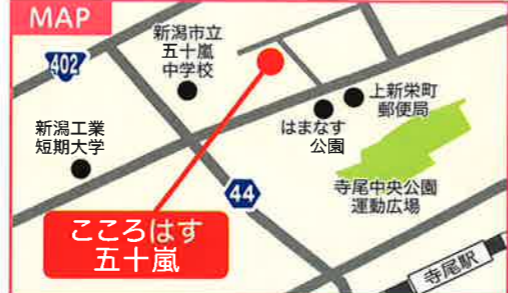 MAP
402
新潟市立
五十嵐
中学校
上新栄町
郵便局
はまなす
公園
新潟工業
短期大学
44
寺尾中央公園
運動広場
こころはす
五十嵐
寺尾駅